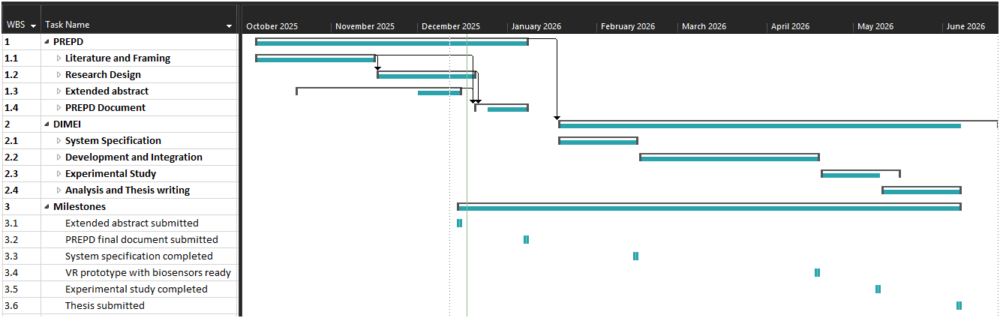 WBS Task Name October 2025 November 2025 December 2025 January 2026 February 2026 March 2026 April 2026 May 2026 June 2026
1 PREPD
1.1 Literature and Framing
1.2 Research Design
1.3 Extended abstract
1.4 PREPD Document
2 DIMEI
2.1 System Specification
2.2 Development and Integration
2.3 Experimental Study
2.4 Analysis and Thesis writing
3 Milestones
3.1 Extended abstract submitted
3.2 PREPD final document submitted
3.3 System specification completed
3.4 VR prototype with biosensors ready
3.5 Experimental study completed
3.6 Thesis submitted